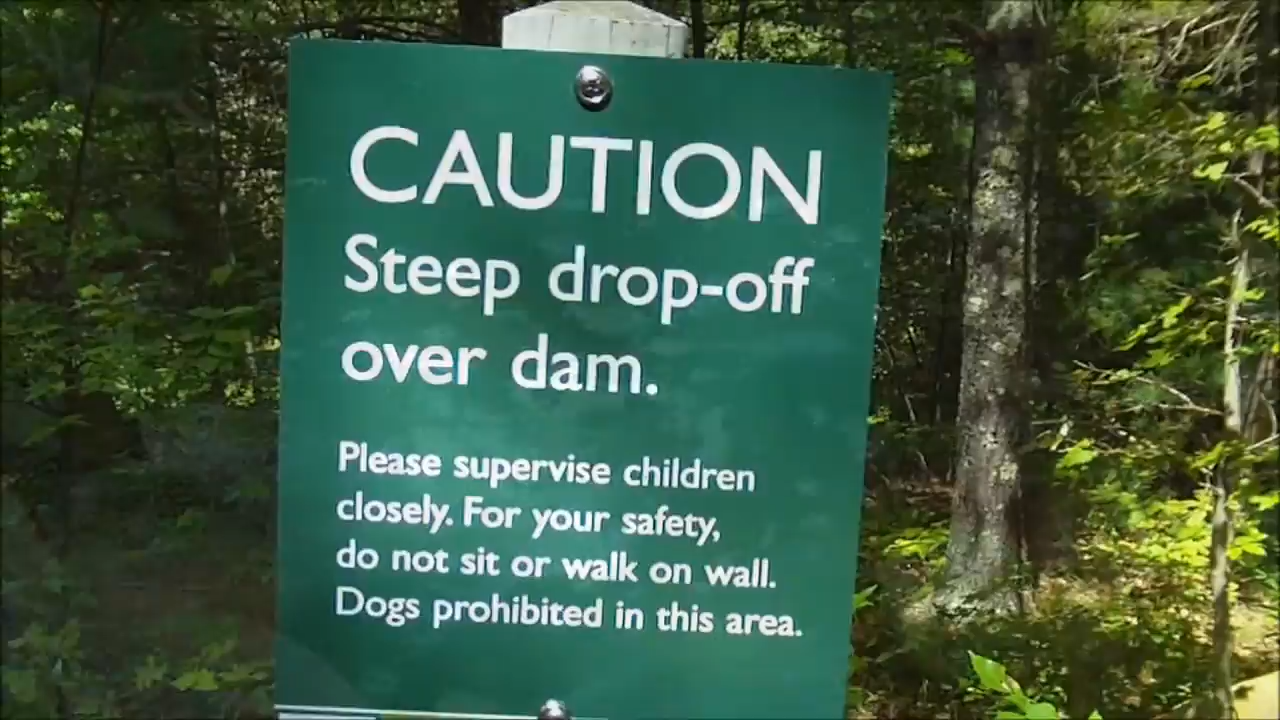 CAUTION
Steep drop-off
over dam.
Please supervise children
closely. For your safety,
do not sit or walk on wall.
Dogs prohibited in this area.